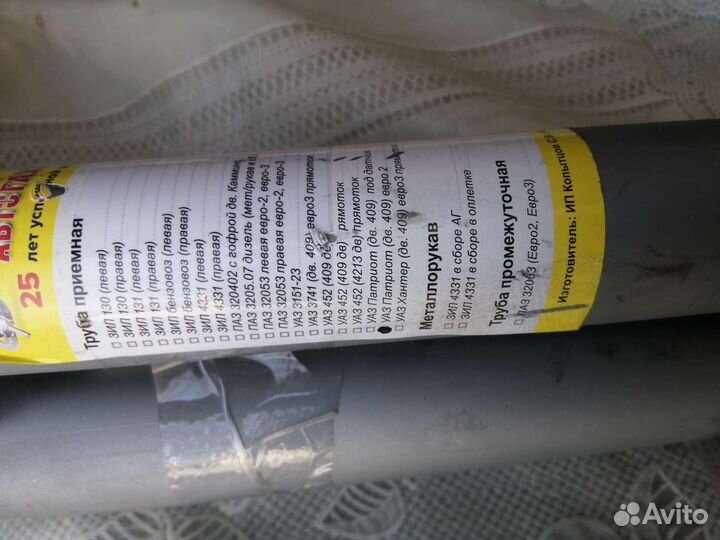 25 лет усп
Труба приемная
□ ЗИЛ 130 (левая)
□ ЗИЛ 130 (правая)
□ ЗИЛ 131 (левая)
□ ЗИЛ 131 (правая)
□ ЗИЛ бензовоз (левая)
□ ЗИЛ бензовоз (правая)
□ ЗИЛ 4331 (левая)
□ ЗИЛ 4331 (правая)
□ ПАЗ 320402 с гофрой дв. Камминз
□ ПАЗ 3205.07 дизель (мет/рукав в с
□ ПАЗ 32053 левая евро-2, евро-3
□ ПАЗ 32053 правая евро-2, евро-3
□ УАЗ 3151-23
□ УАЗ 3741 (дв. 409) евро3 прямоток
□ УАЗ 452 (409 дв) рямоток
□ УАЗ 452 (4213 дв) прямоток
□ УАЗ Патриот (дв. 409) под датчик
УАЗ Патриот (дв. 409) евро 2
□ УАЗ Хантер (дв. 409) евро3 прямоток
Металлорукав
□ ЗИЛ 4331 в сборе АГ
□ ЗИЛ 4331 в сборе в оплетке
Труба промежуточная
□ ПАЗ 32053 (Евро2, Евро3)
Изготовитель: ИП Копытцов С.В
Avito